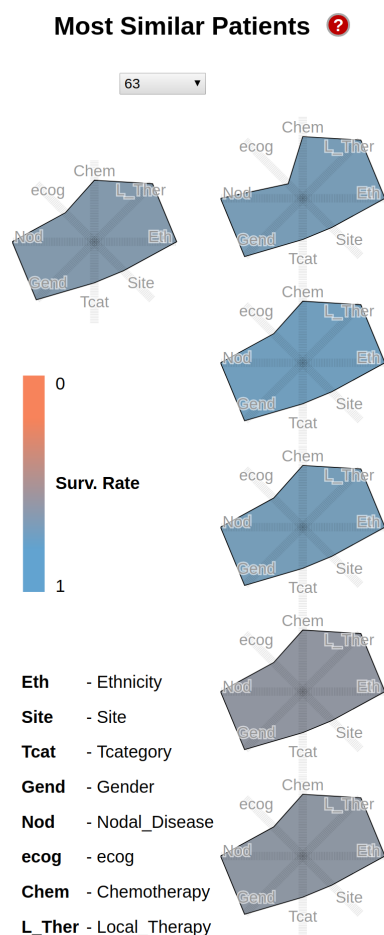 Most Similar Patients ?
63
Chem
ecog
L_Ther
Nod
Eth
Gend
Site
Tcat
Chem
ecog
L_Ther
Nod
Eth
Gend
Site
Tcat
Chem
ecog
L_Ther
Nod
Eth
Gend
Site
Tcat
Chem
ecog
L_Ther
Nod
Eth
Gend
Site
Tcat
Chem
ecog
L_Ther
Nod
Eth
Gend
Site
Tcat
Chem
ecog
L_Ther
Nod
Eth
Gend
Site
Tcat
0
Surv. Rate
1
Eth - Ethnicity
Site - Site
Tcat - Tcategory
Gend - Gender
Nod - Nodal_Disease
ecog - ecog
Chem - Chemotherapy
L_Ther - Local_Therapy